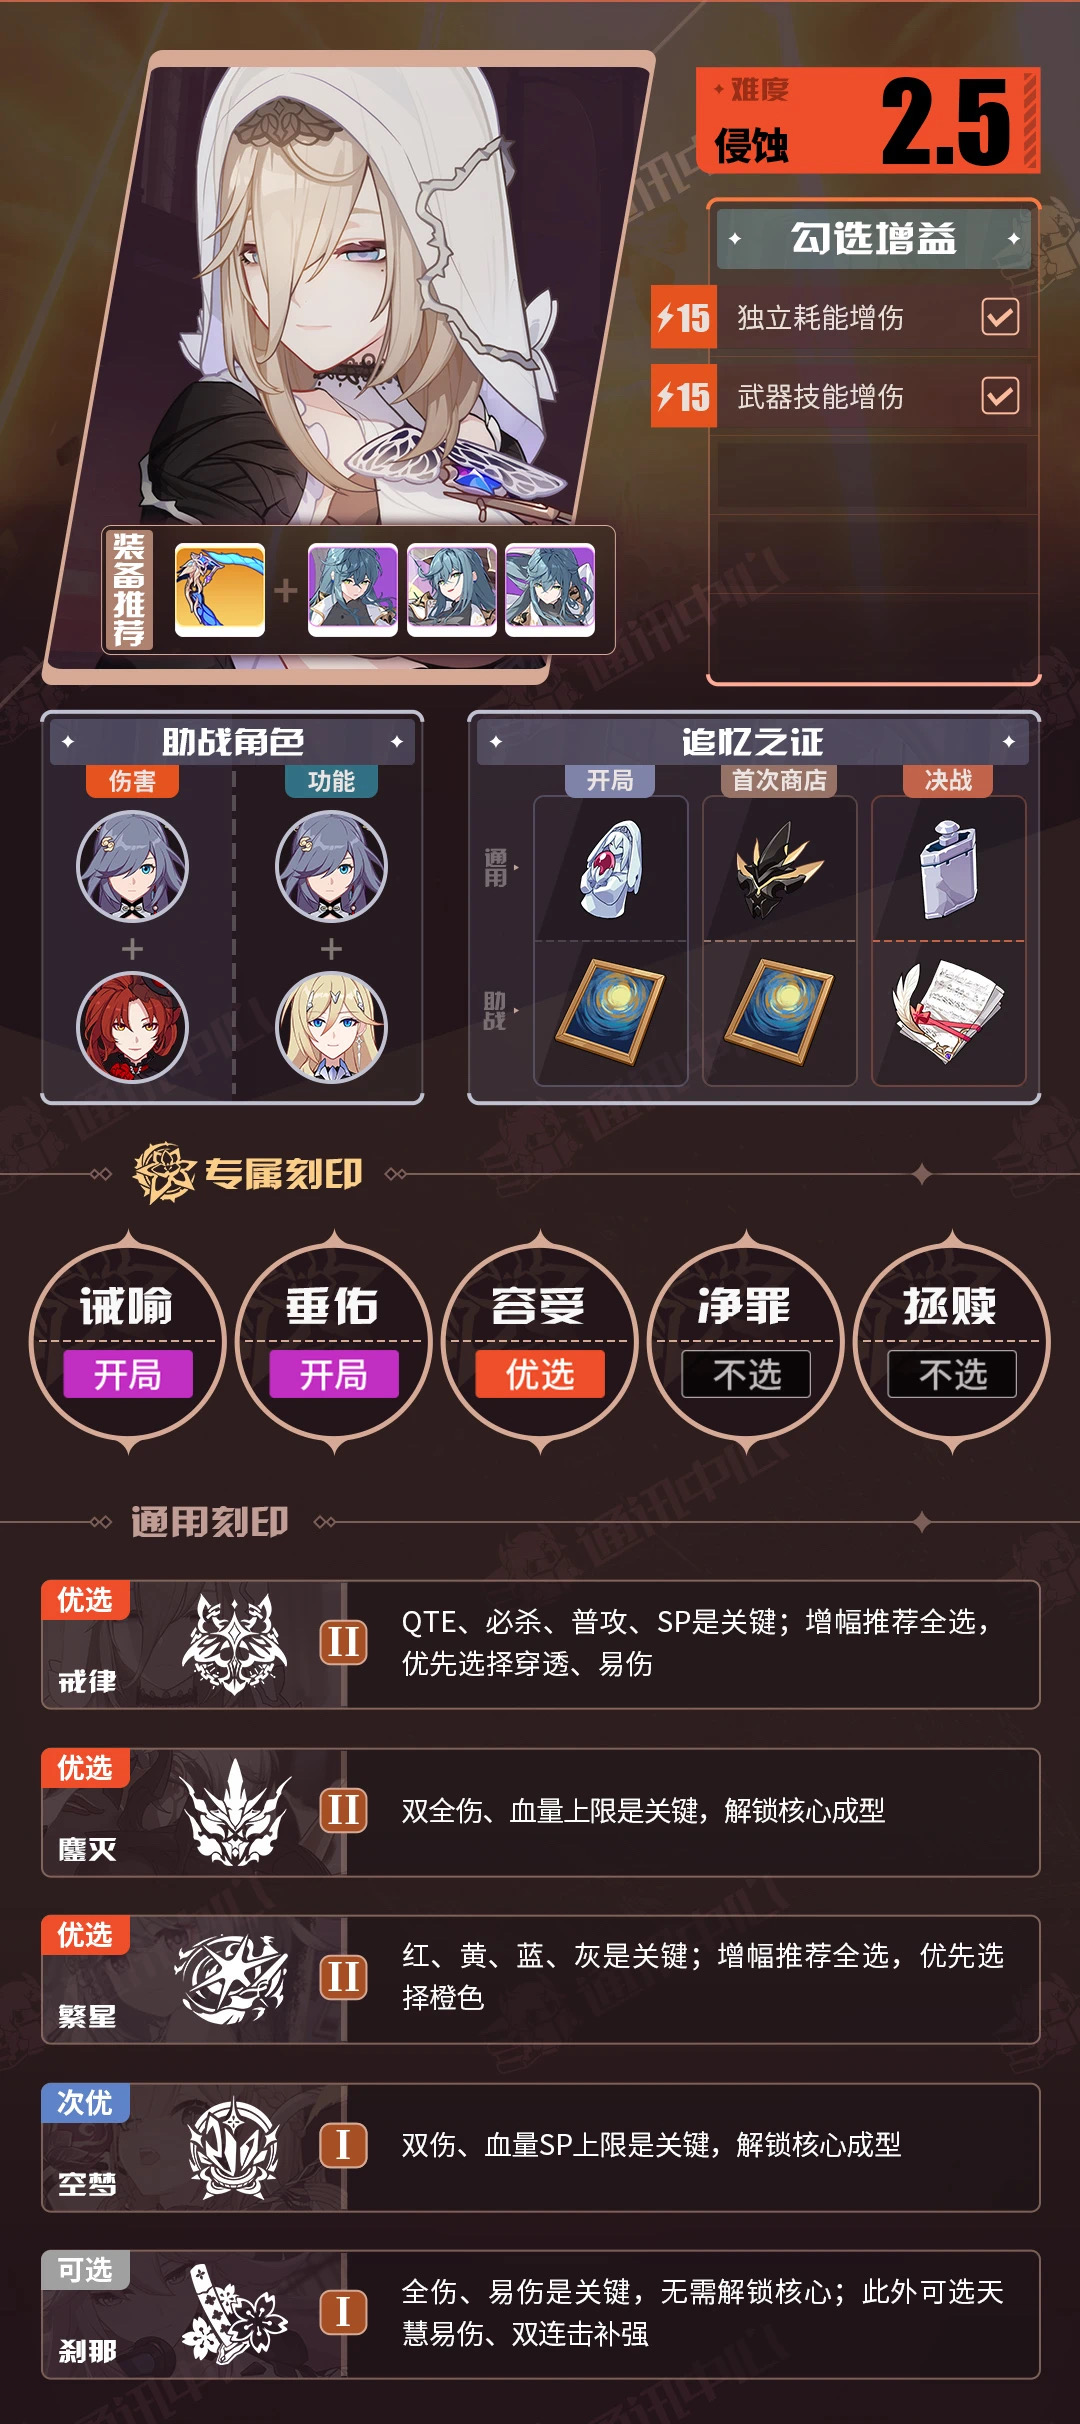 难度
侵蚀
2.5
勾选增益
15 独立耗能增伤
15 武器技能增伤
装备推荐
助战角色
伤害 功能
追忆之证
开局 首次商店 决战
通用
助战
专属刻印
诫喻 垂佑 容受 净罪 拯赎
开局 开局 优选 不选 不选
通用刻印
优选
戒律
II
QTE、必杀、普攻、SP是关键；增幅推荐全选，
优先选择穿透、易伤
优选
鏖灭
II
双全伤、血量上限是关键，解锁核心成型
优选
繁星
II
红、黄、蓝、灰是关键；增幅推荐全选，优先选
择橙色
次优
空梦
I
双伤、血量SP上限是关键，解锁核心成型
可选
刹那
I
全伤、易伤是关键，无需解锁核心；此外可选天
慧易伤、双连击补强
通讯中心